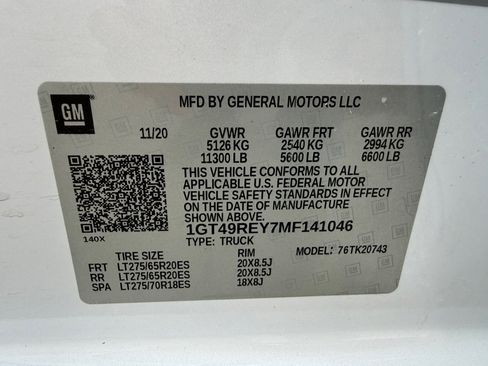 GM
MFD BY GENERAL MOTORS LLC
11/20 GVWR GAWR FRT GAWR RR
5126 KG 2540 KG 2994 KG
11300 LB 5600 LB 6600 LB
THIS VEHICLE CONFORMS TO ALL
APPLICABLE U.S. FEDERAL MOTOR
VEHICLE SAFETY STANDARDS IN EFFECT
ON THE DATE OF MANUFACTURE
SHOWN ABOVE.
1GT49REY7MF141046
140X TYPE: TRUCK
MODEL: 76TK20743
TIRE SIZE RIM
FRT LT275/65R20ES 20X8.5J
RR LT275/65R20ES 20X8.5J
SPA LT275/70R18ES 18X8J